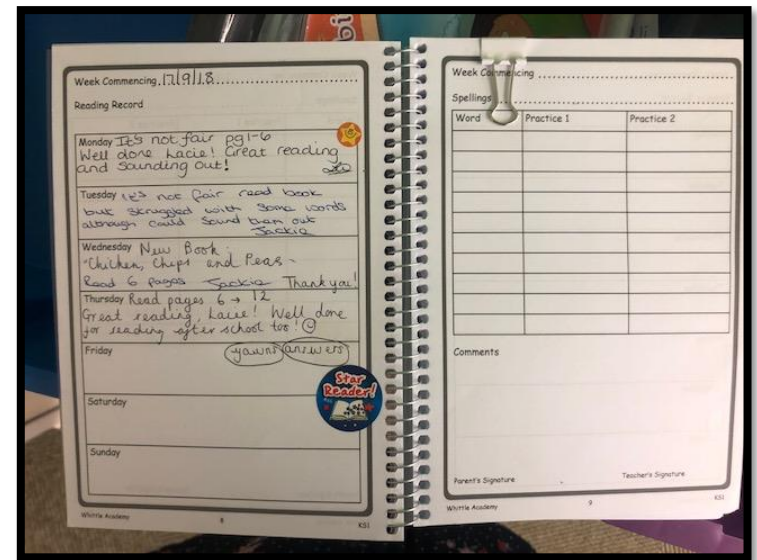 Week Commencing 17/9/18
Reading Record
Monday It's not fair pg1-6
Well done Lacie! Great reading
and sounding out!
Tuesday It's not fair read book
but struggled with some words
although could sound them out
Jackie
Wednesday New Book.
"Chicken, Chips and Peas"
Read 6 pages Jackie Thank you!
Thursday Read pages 6 → 12
Great reading, Lacie! Well done
for reading after school too! ☺
Friday yawns answers
Star
Reader!
Saturday
Sunday
Whittle Academy 8 KS1
Week Commencing
Spellings
Word Practice 1 Practice 2
Comments
Parent's Signature Teacher's Signature
Whittle Academy 9 KS1